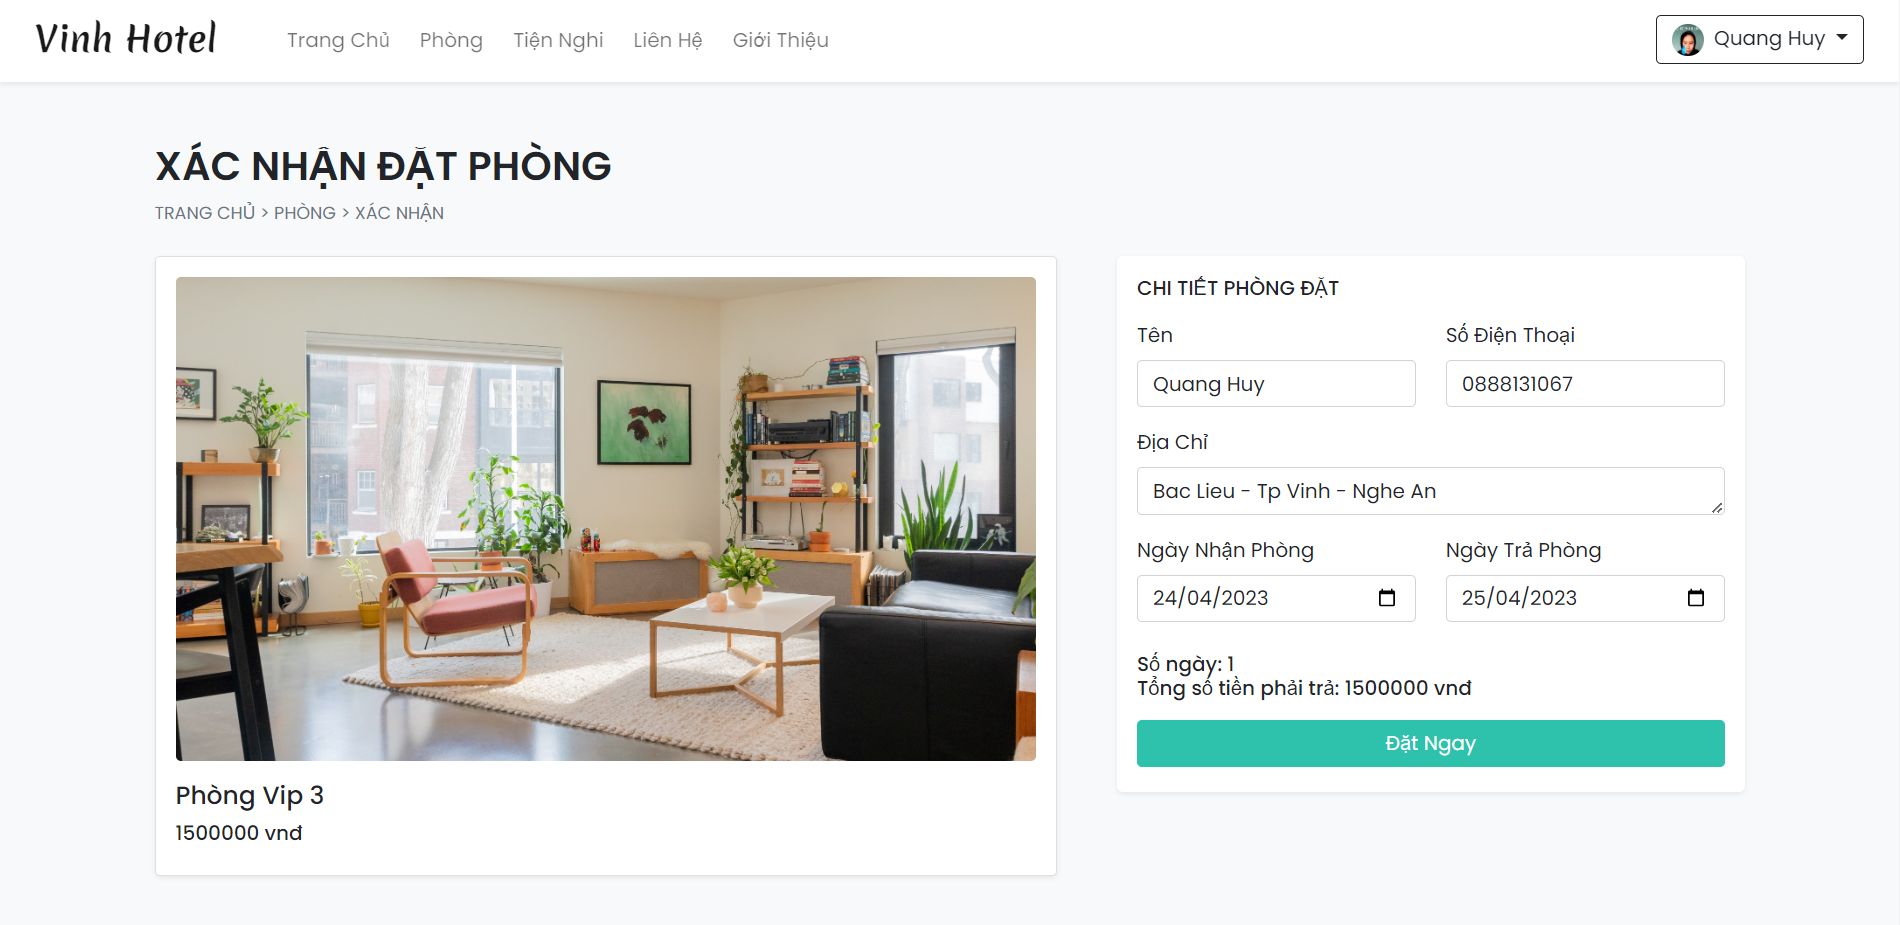 Vinh Hotel
Trang Chủ Phòng Tiện Nghi Liên Hệ Giới Thiệu
Quang Huy
XÁC NHẬN ĐẶT PHÒNG
TRANG CHỦ > PHÒNG > XÁC NHẬN
Phòng Vip 3
1500000 vnđ
CHI TIẾT PHÒNG ĐẶT
Tên Số Điện Thoại
Quang Huy 0888131067
Địa Chỉ
Bac Lieu - Tp Vinh - Nghe An
Ngày Nhận Phòng Ngày Trả Phòng
24/04/2023 25/04/2023
Số ngày: 1
Tổng số tiền phải trả: 1500000 vnđ
Đặt Ngay